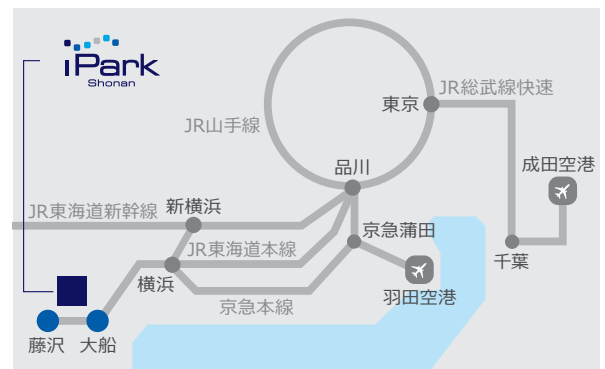 iPark
Shonan
東京
JR総武線快速
JR山手線
品川
成田空港
JR東海道新幹線
新横浜
京急蒲田
JR東海道本線
千葉
横浜
羽田空港
京急本線
藤沢
大船